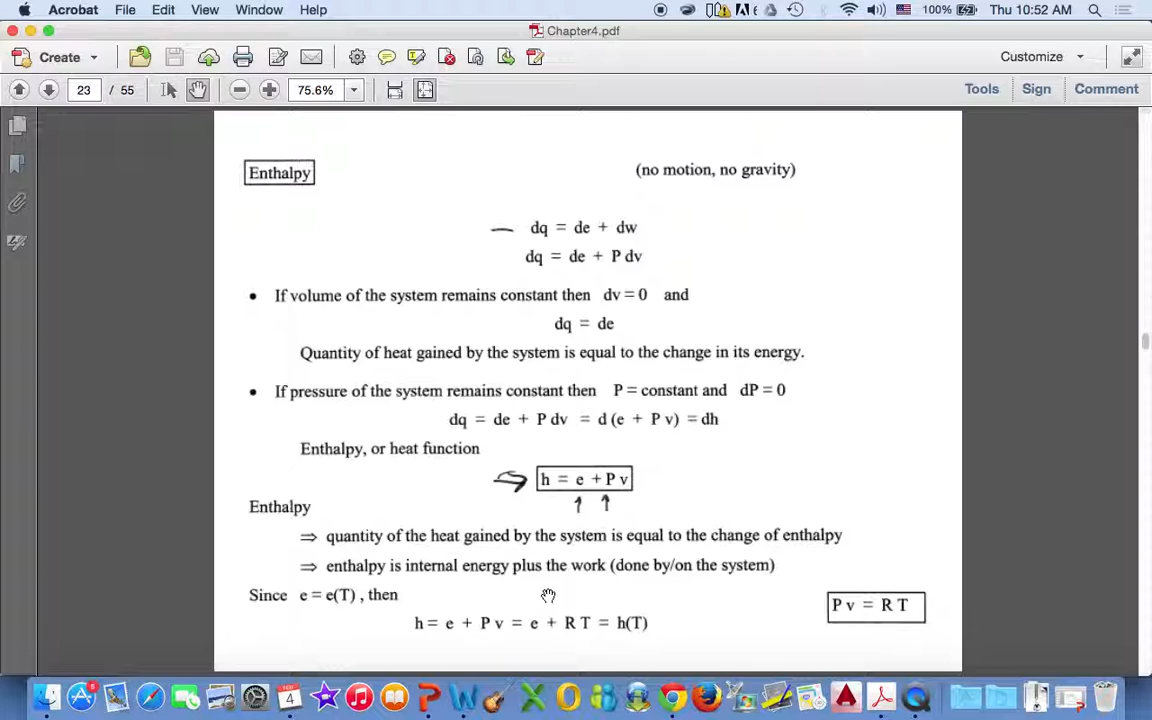 Acrobat File Edit View Window Help 100% Thu 10:52 AM
Chapter4.pdf
Create Customize
23 / 55 75.6% Tools Sign Comment
Enthalpy (no motion, no gravity)
dq = de + dw
dq = de + P dv
• If volume of the system remains constant then dv = 0 and
dq = de
Quantity of heat gained by the system is equal to the change in its energy.
• If pressure of the system remains constant then P = constant and dP = 0
dq = de + P dv = d (e + P v) = dh
Enthalpy, or heat function
h = e + P v
Enthalpy
⇒ quantity of the heat gained by the system is equal to the change of enthalpy
⇒ enthalpy is internal energy plus the work (done by/on the system)
Since e = e(T) , then
P v = R T
h = e + P v = e + R T = h(T)